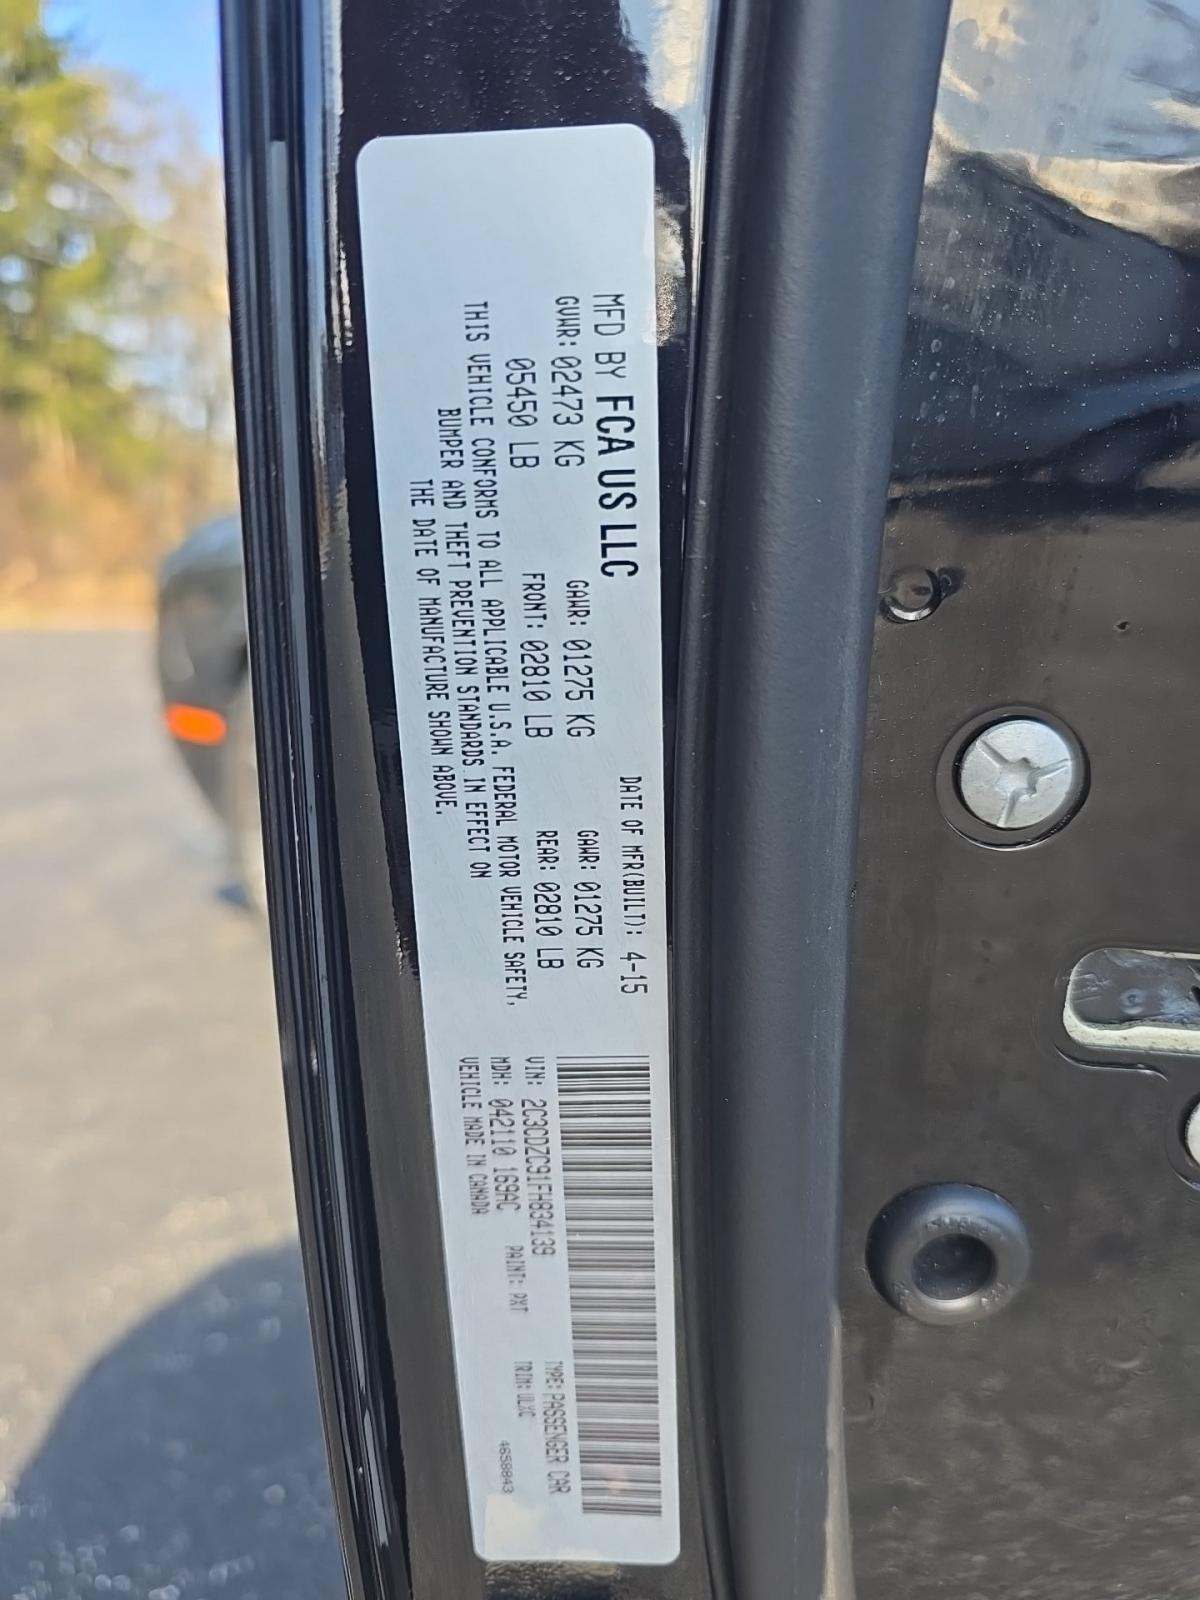 MFD BY FCA US LLC
DATE OF MFR(BUILT): 4-15
GVWR: 02473 KG
GAWR: 01275 KG
GAWR: 01275 KG
05450 LB
FRONT: 02810 LB
REAR: 02810 LB
THIS VEHICLE CONFORMS TO ALL APPLICABLE U.S.A. FEDERAL MOTOR VEHICLE SAFETY,
BUMPER AND THEFT PREVENTION STANDARDS IN EFFECT ON
THE DATE OF MANUFACTURE SHOWN ABOVE.
VIN: 2C3CDZC91FH834139
TYPE: PASSENGER CAR
MDH: 042110 169AC
PAINT: PXT
TRIM: ULXC
VEHICLE MADE IN CANADA
4658843